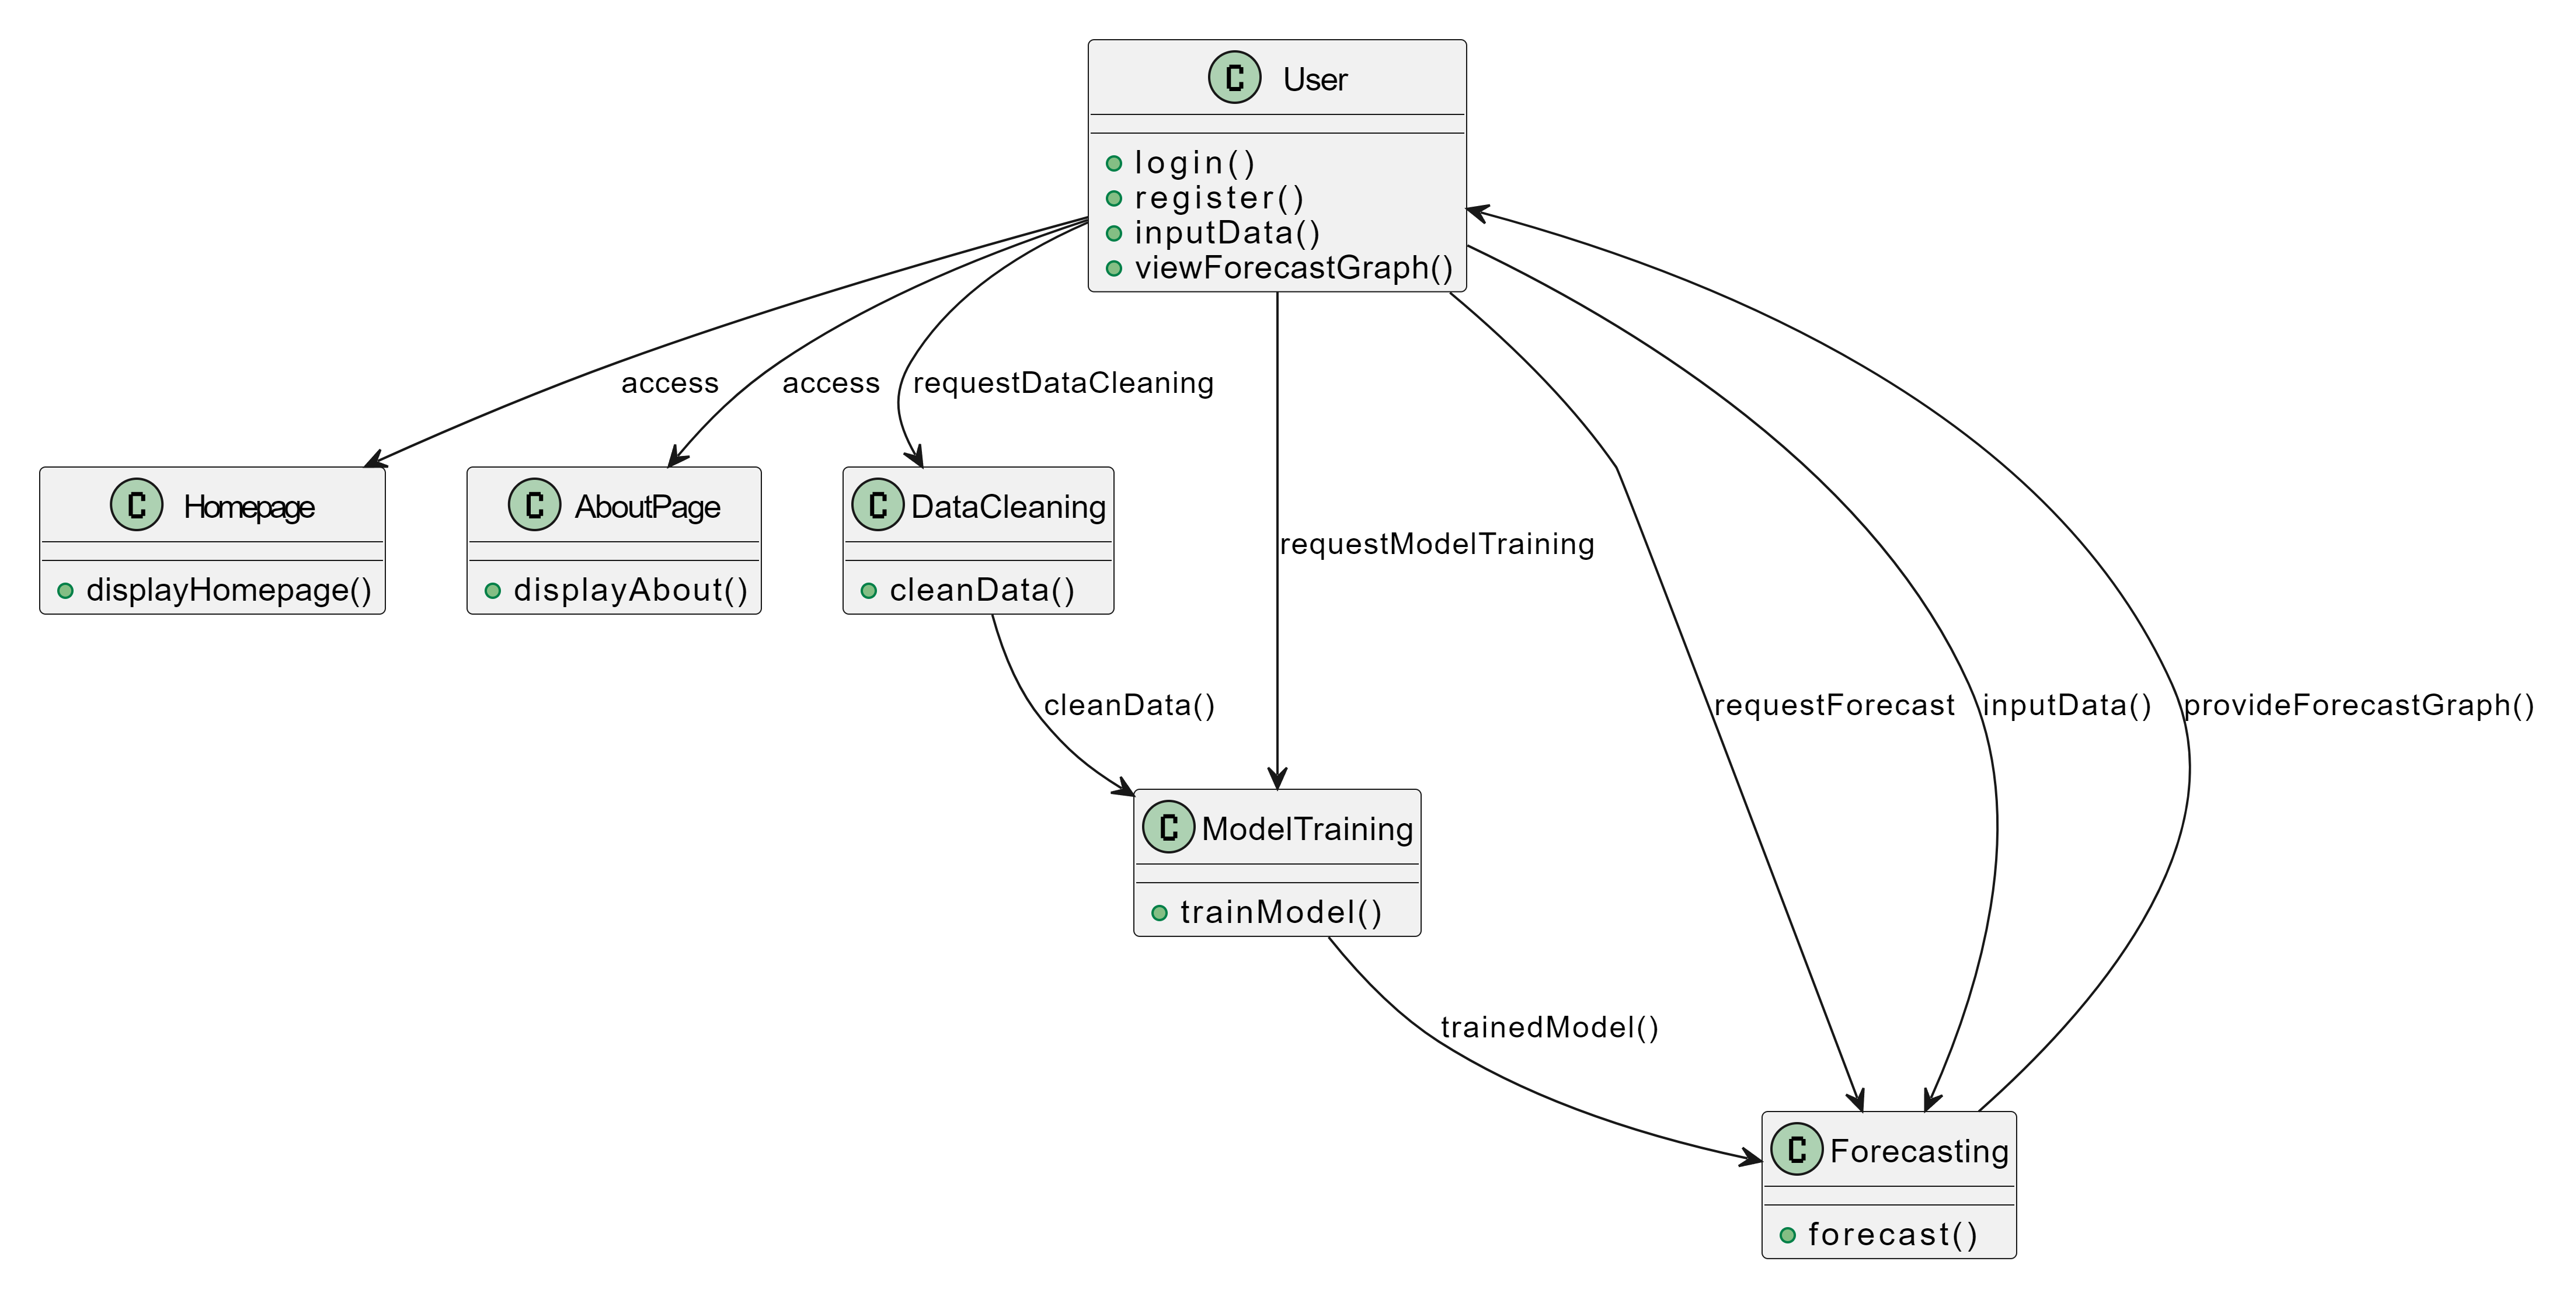 C User
login()
register()
inputData()
viewForecastGraph()
access
access
requestDataCleaning
C Homepage
displayHomepage()
C AboutPage
displayAbout()
C DataCleaning
cleanData()
requestModelTraining
cleanData()
requestForecast
inputData()
provideForecastGraph()
C ModelTraining
trainModel()
trainedModel()
C Forecasting
forecast()